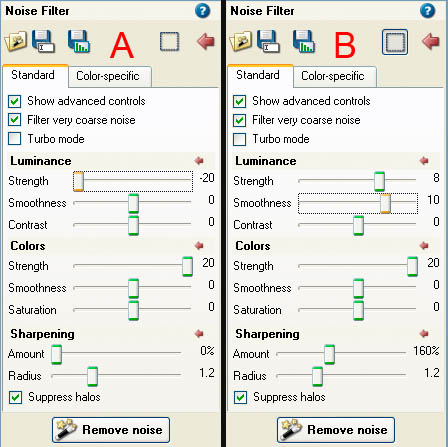 Noise Filter
A
Standard Color-specific
Show advanced controls
Filter very coarse noise
Turbo mode
Luminance
Strength -20
Smoothness 0
Contrast 0
Colors
Strength 20
Smoothness 0
Saturation 0
Sharpening
Amount 0%
Radius 1.2
Suppress halos
Remove noise
Noise Filter
B
Standard Color-specific
Show advanced controls
Filter very coarse noise
Turbo mode
Luminance
Strength 8
Smoothness 10
Contrast 0
Colors
Strength 20
Smoothness 0
Saturation 0
Sharpening
Amount 160%
Radius 1.2
Suppress halos
Remove noise